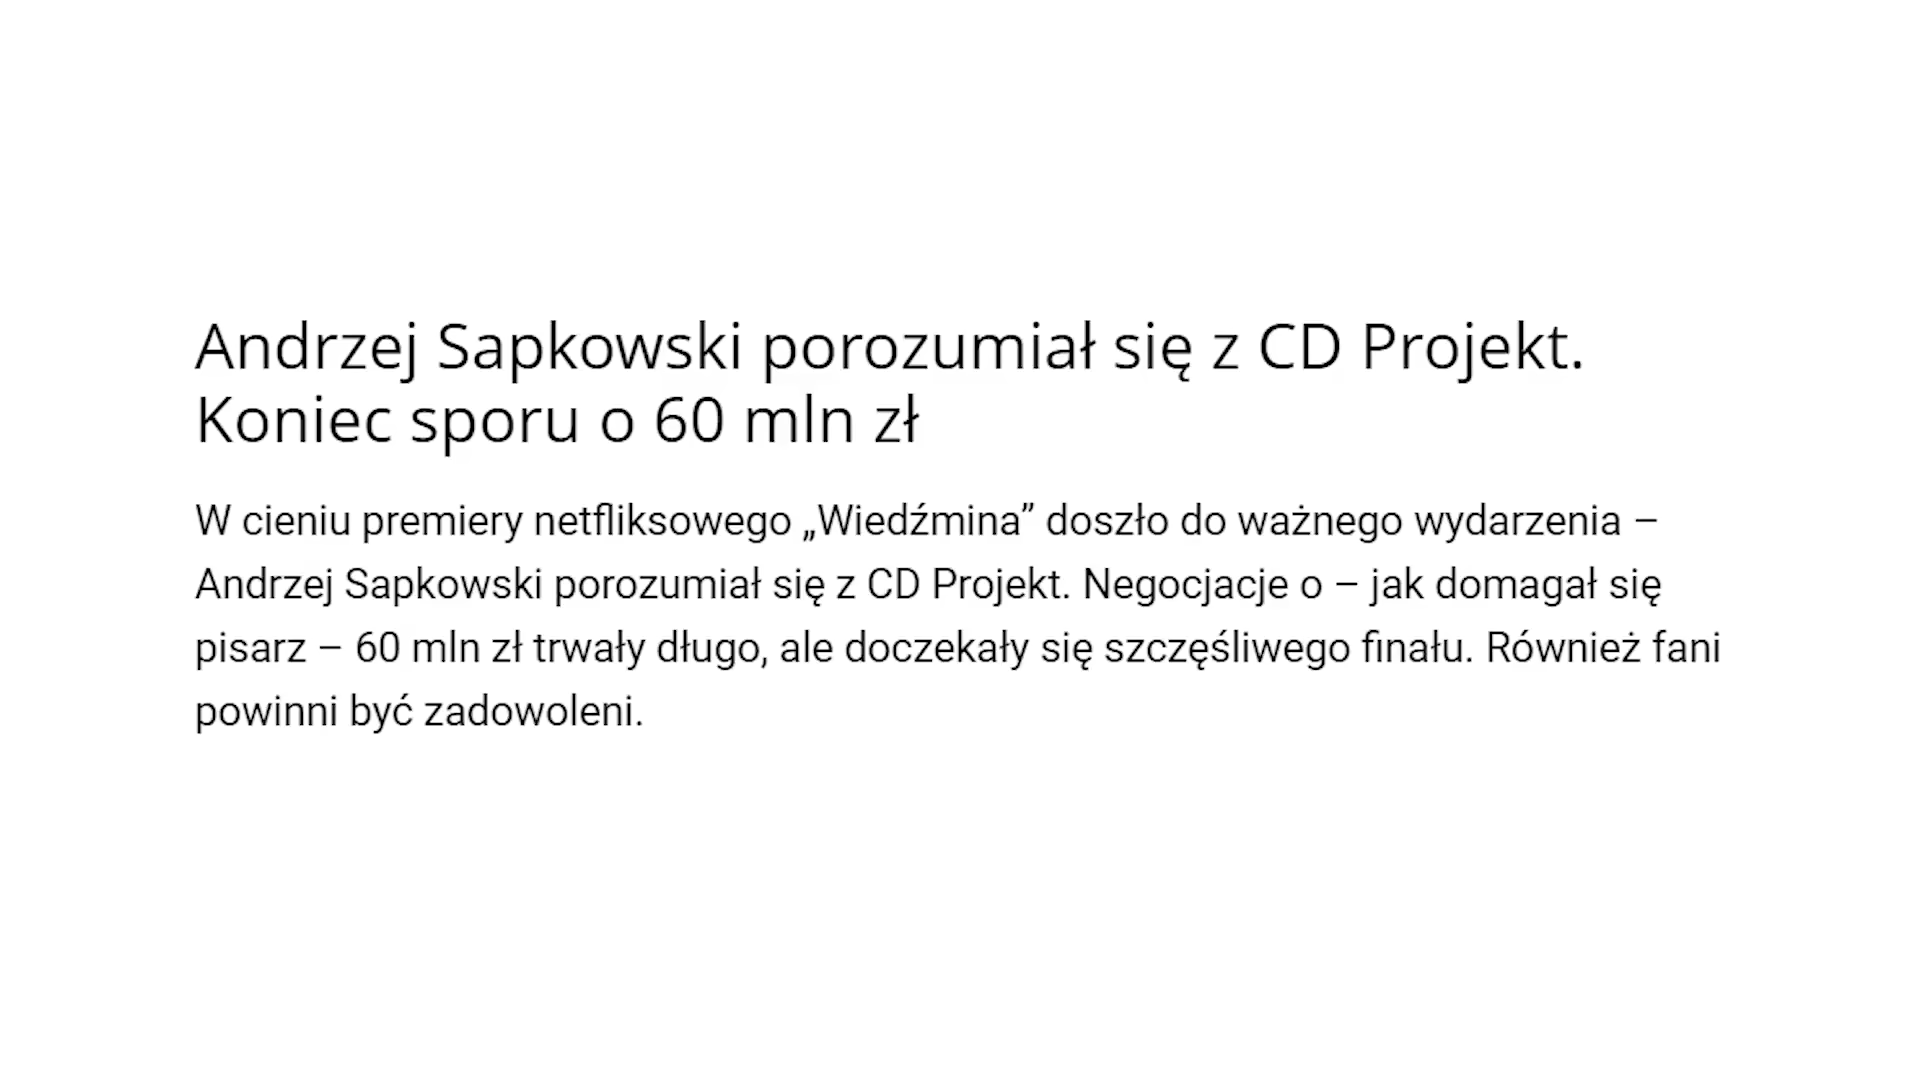 Andrzej Sapkowski porozumiał się z CD Projekt.
Koniec sporu o 60 mln zł
W cieniu premiery netfliksowego „Wiedźmina” doszło do ważnego wydarzenia –
Andrzej Sapkowski porozumiał się z CD Projekt. Negocjacje o – jak domagał się
pisarz – 60 mln zł trwały długo, ale doczekały się szczęśliwego finału. Również fani
powinni być zadowoleni.